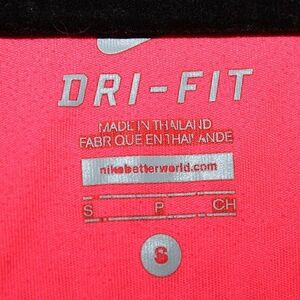 DRI-FIT
MADE IN THAILAND
FABR QUE EN THAI ANDE
nikebetterworld.com
S P CH
S